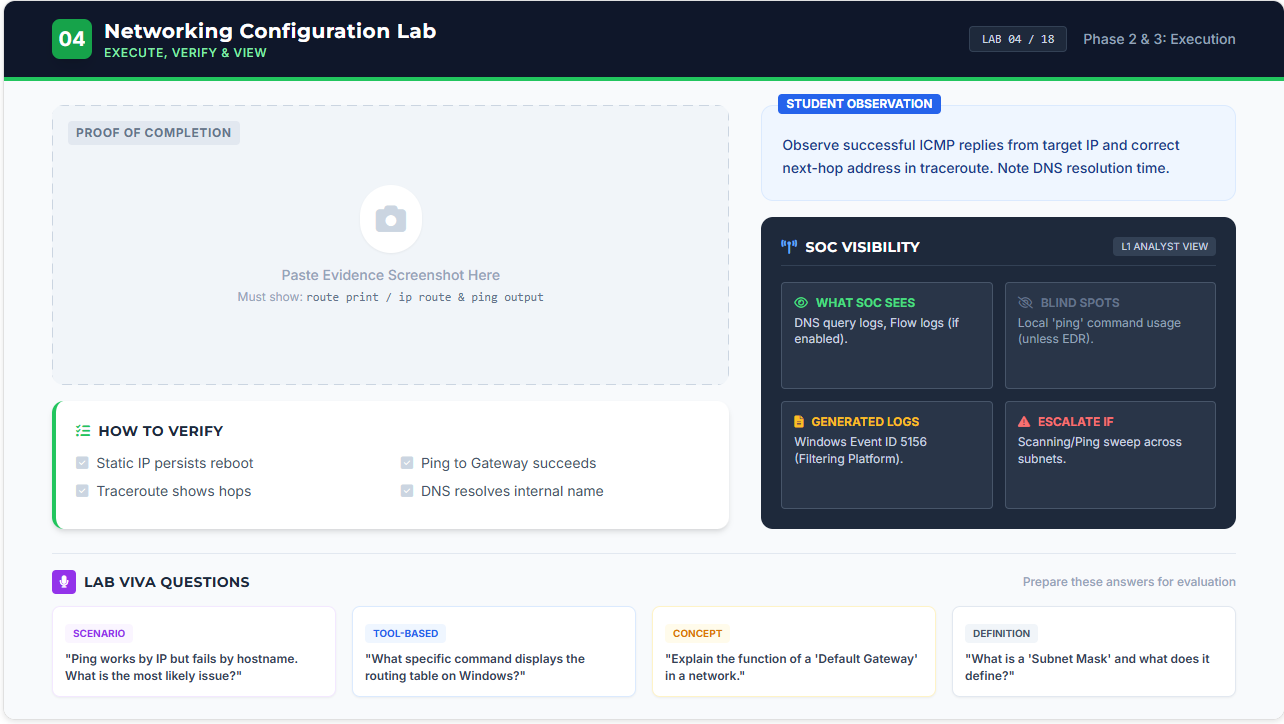 04
Networking Configuration Lab
EXECUTE, VERIFY & VIEW
LAB 04 / 18
Phase 2 & 3: Execution
PROOF OF COMPLETION
Paste Evidence Screenshot Here
Must show: route print / ip route & ping output
HOW TO VERIFY
Static IP persists reboot
Ping to Gateway succeeds
Traceroute shows hops
DNS resolves internal name
STUDENT OBSERVATION
Observe successful ICMP replies from target IP and correct
next-hop address in traceroute. Note DNS resolution time.
SOC VISIBILITY
L1 ANALYST VIEW
WHAT SOC SEES
DNS query logs, Flow logs (if
enabled).
BLIND SPOTS
Local 'ping' command usage
(unless EDR).
GENERATED LOGS
Windows Event ID 5156
(Filtering Platform).
ESCALATE IF
Scanning/Ping sweep across
subnets.
LAB VIVA QUESTIONS
Prepare these answers for evaluation
SCENARIO
"Ping works by IP but fails by hostname.
What is the most likely issue?"
TOOL-BASED
"What specific command displays the
routing table on Windows?"
CONCEPT
"Explain the function of a 'Default Gateway'
in a network."
DEFINITION
"What is a 'Subnet Mask' and what does it
define?"